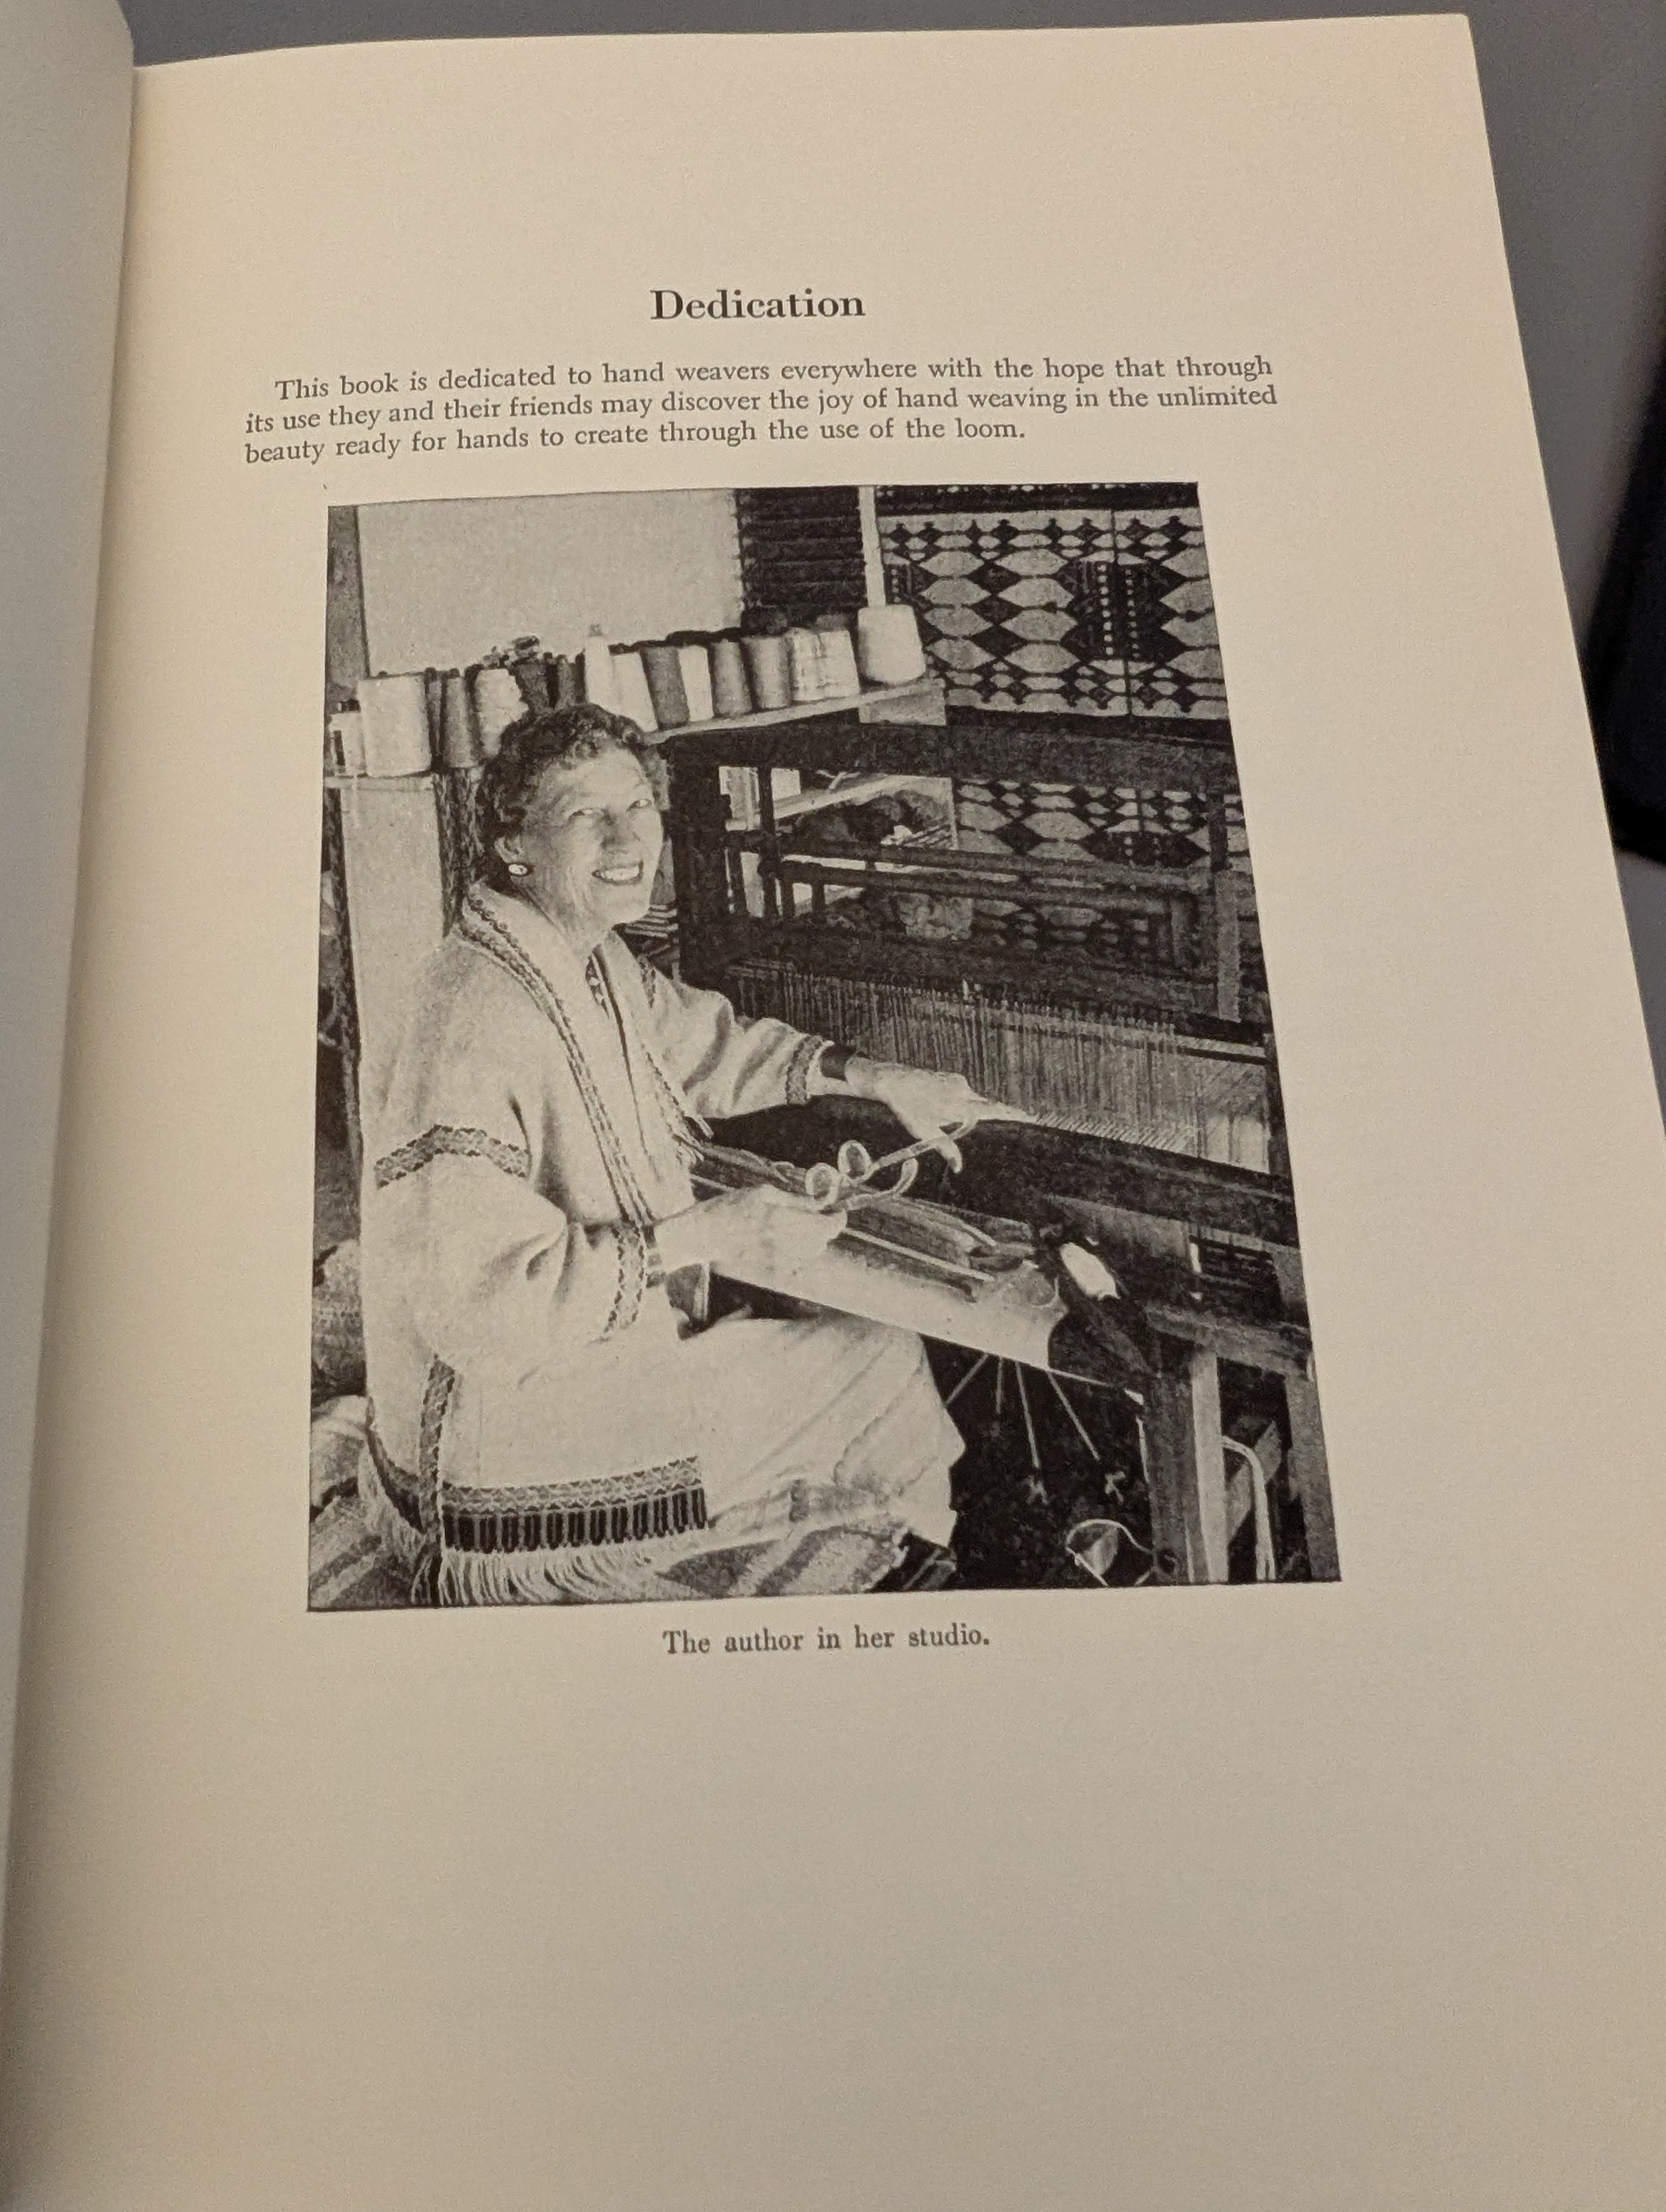 Dedication
This book is dedicated to hand weavers everywhere with the hope that through
its use they and their friends may discover the joy of hand weaving in the unlimited
beauty ready for hands to create through the use of the loom.
The author in her studio.